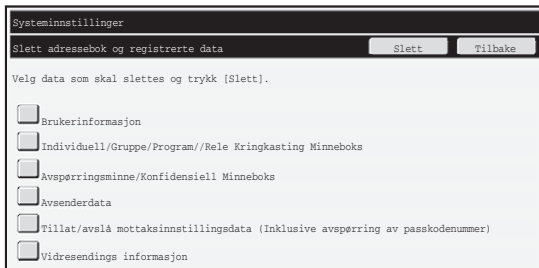 Systeminnstillinger
Slett adressebok og registrerte data Slett Tilbake
Velg data som skal slettes og trykk [Slett].
Brukerinformasjon
Individuell/Gruppe/Program//Rele Kringkasting Minneboks
Avspørringsminne/Konfidensiell Minneboks
Avsenderdata
Tillat/avslå mottaksinnstillingsdata (Inklusive avspørring av passkodenummer)
Vidresendings informasjon